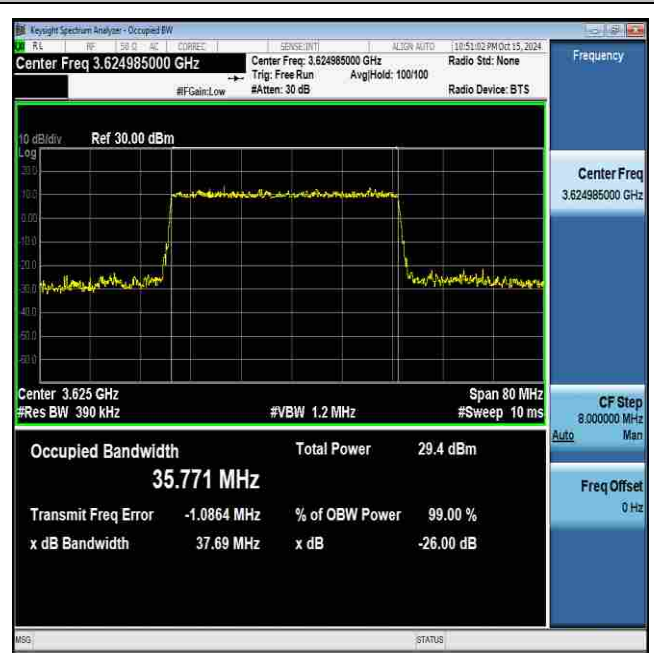 Keysight Spectrum Analyzer - Occupied BW
RL RF 50 Ω AC CORREC SENSE:INT ALIGN AUTO 10:51:02 PM Oct 15, 2024
Center Freq 3.624985000 GHz
Center Freq: 3.624985000 GHz
Radio Std: None
Trig: Free Run Avg|Hold: 100/100
#IFGain:Low #Atten: 30 dB Radio Device: BTS
10 dB/div Ref 30.00 dBm
Log
20.0
10.0
0.00
-10.0
-20.0
-30.0
-40.0
-50.0
-60.0
Center 3.625 GHz Span 80 MHz
#Res BW 390 kHz #VBW 1.2 MHz #Sweep 10 ms
Occupied Bandwidth Total Power 29.4 dBm
35.771 MHz
Transmit Freq Error -1.0864 MHz % of OBW Power 99.00 %
x dB Bandwidth 37.69 MHz x dB -26.00 dB
MSG STATUS
Frequency
Center Freq
3.624985000 GHz
CF Step
8.000000 MHz
Auto Man
Freq Offset
0 Hz